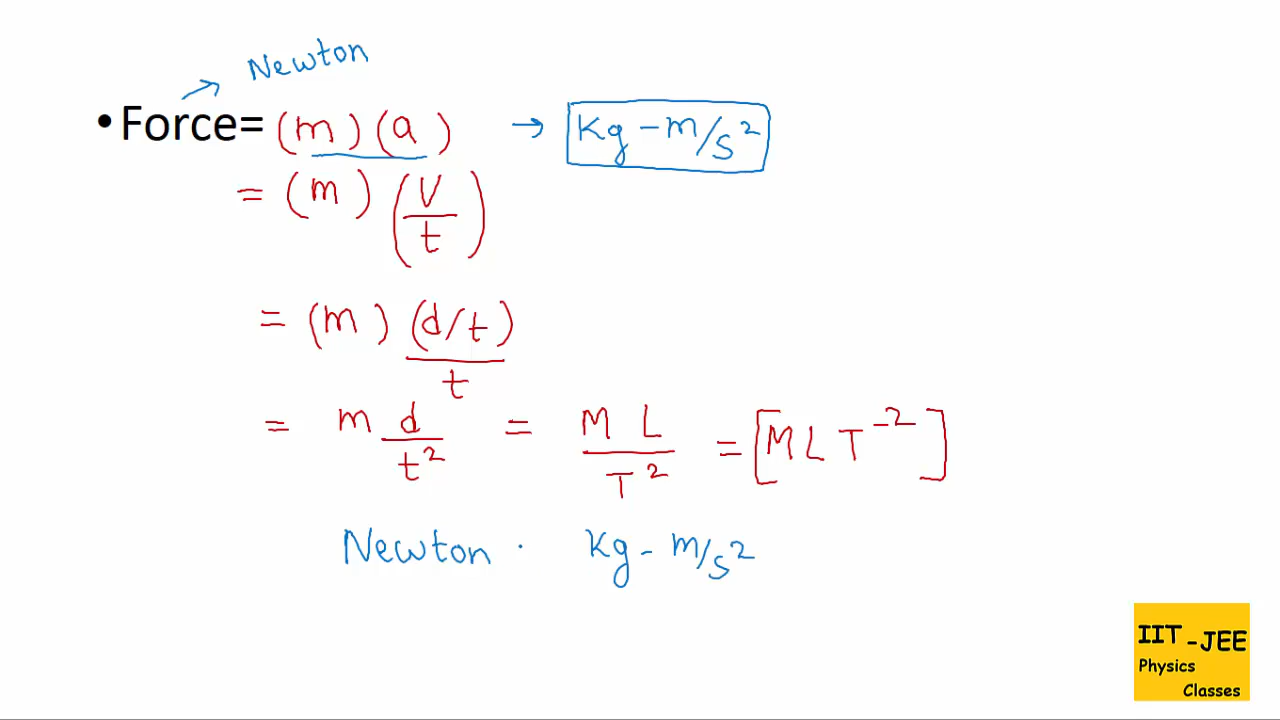 Newton
•Force= (m) (a) → Kg - m/s²
= (m) (V/t)
= (m) (d/t)/t
= m d/t² = M L/T² = [M L T⁻²]
Newton · Kg - m/s²
IIT - JEE
Physics
Classes